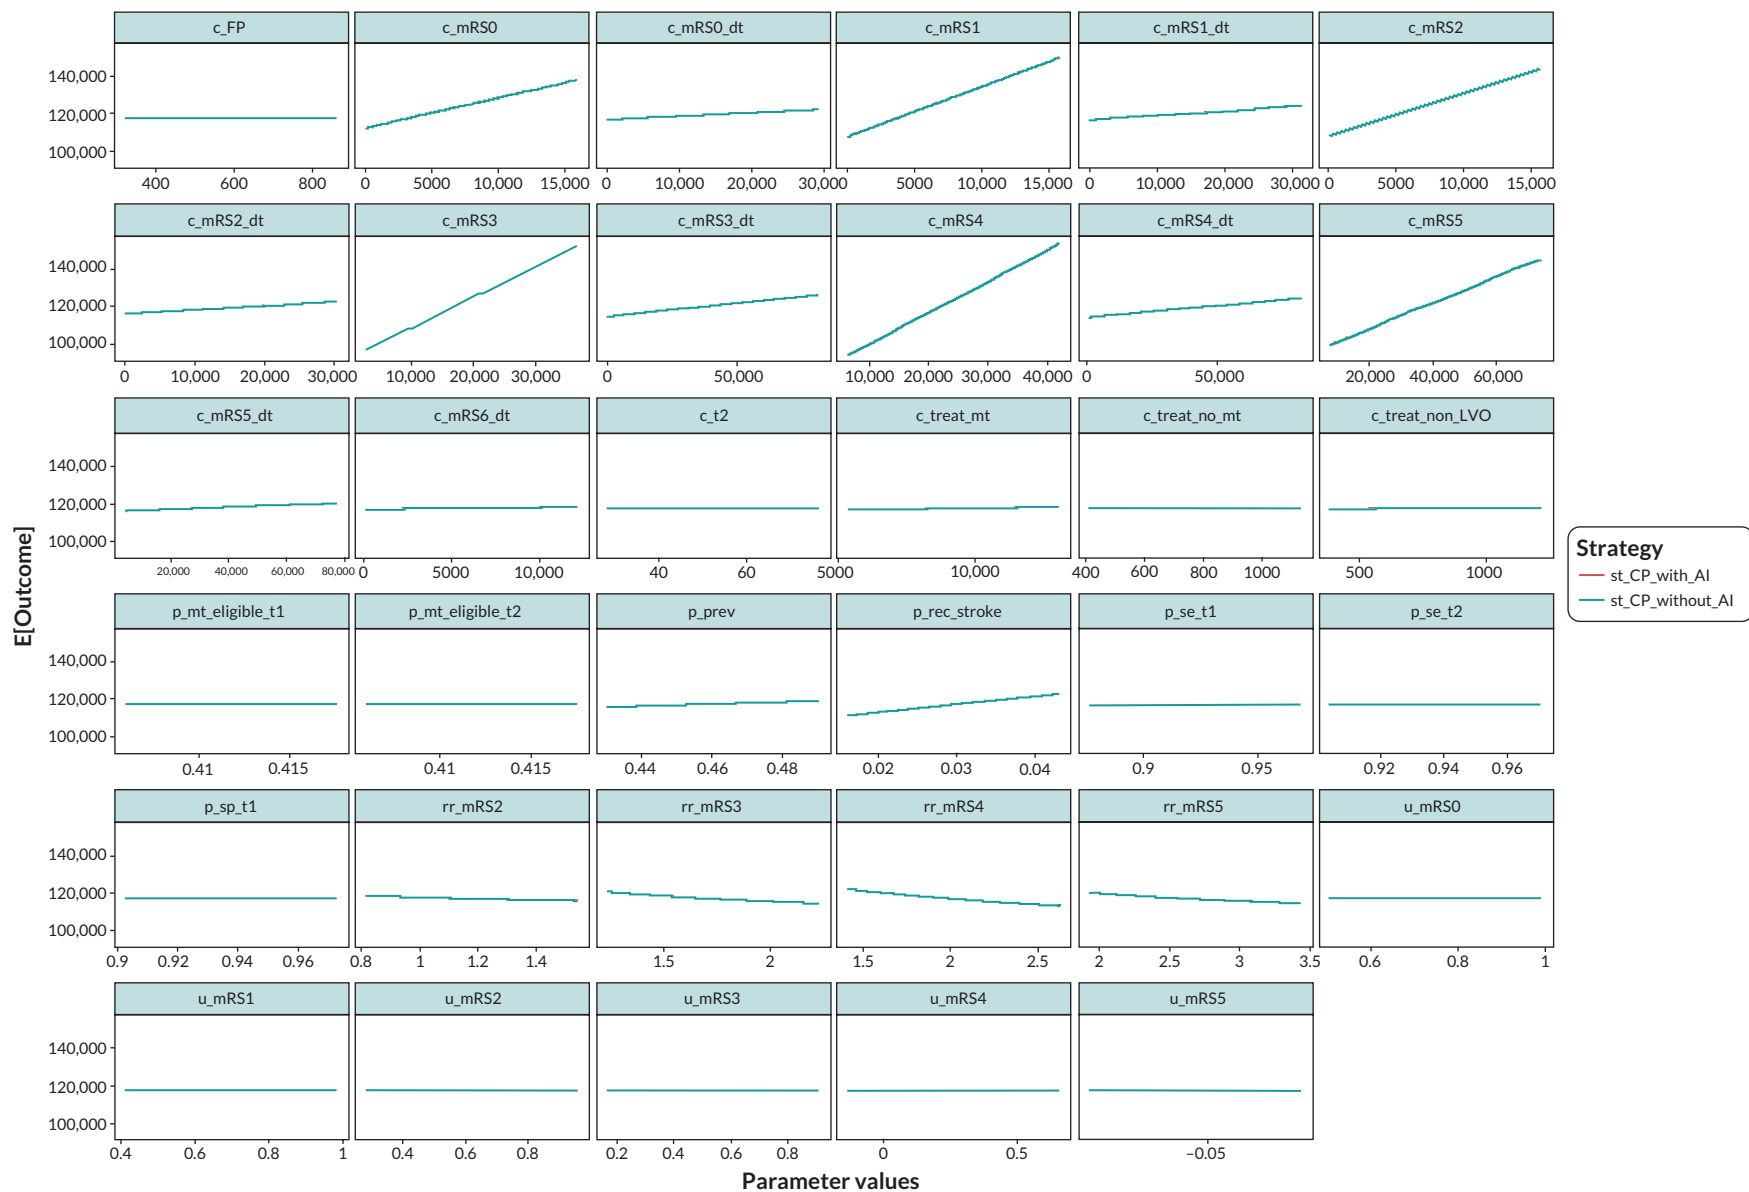 c_FP c_mRS0 c_mRS0_dt c_mRS1 c_mRS1_dt c_mRS2
140,000
120,000
100,000
400 600 800 0 5000 10,000 15,000 0 10,000 20,000 30,000 0 5000 10,000 15,000 0 10,000 20,000 30,000 0 5000 10,000 15,000
c_mRS2_dt c_mRS3 c_mRS3_dt c_mRS4 c_mRS4_dt c_mRS5
140,000
120,000
100,000
0 10,000 20,000 30,000 10,000 20,000 30,000 0 50,000 10,000 20,000 30,000 40,000 0 50,000 20,000 40,000 60,000
c_mRS5_dt c_mRS6_dt c_t2 c_treat_mt c_treat_no_mt c_treat_non_LVO
140,000
120,000
100,000
20,000 40,000 60,000 80,000 0 5000 10,000 40 60 5000 10,000 400 600 800 1000 500 1000
E[Outcome]
Strategy
st_CP_with_AI
st_CP_without_AI
p_mt_eligible_t1 p_mt_eligible_t2 p_prev p_rec_stroke p_se_t1 p_se_t2
140,000
120,000
100,000
0.41 0.415 0.41 0.415 0.44 0.46 0.48 0.02 0.03 0.04 0.9 0.95 0.92 0.94 0.96
p_sp_t1 rr_mRS2 rr_mRS3 rr_mRS4 rr_mRS5 u_mRS0
140,000
120,000
100,000
0.9 0.92 0.94 0.96 0.8 1 1.2 1.4 1.5 2 1.5 2 2.5 2 2.5 3 3.5 0.6 0.8 1
u_mRS1 u_mRS2 u_mRS3 u_mRS4 u_mRS5
140,000
120,000
100,000
0.4 0.6 0.8 1 0.4 0.6 0.8 0.2 0.4 0.6 0.8 0 0.5 −0.05
Parameter values